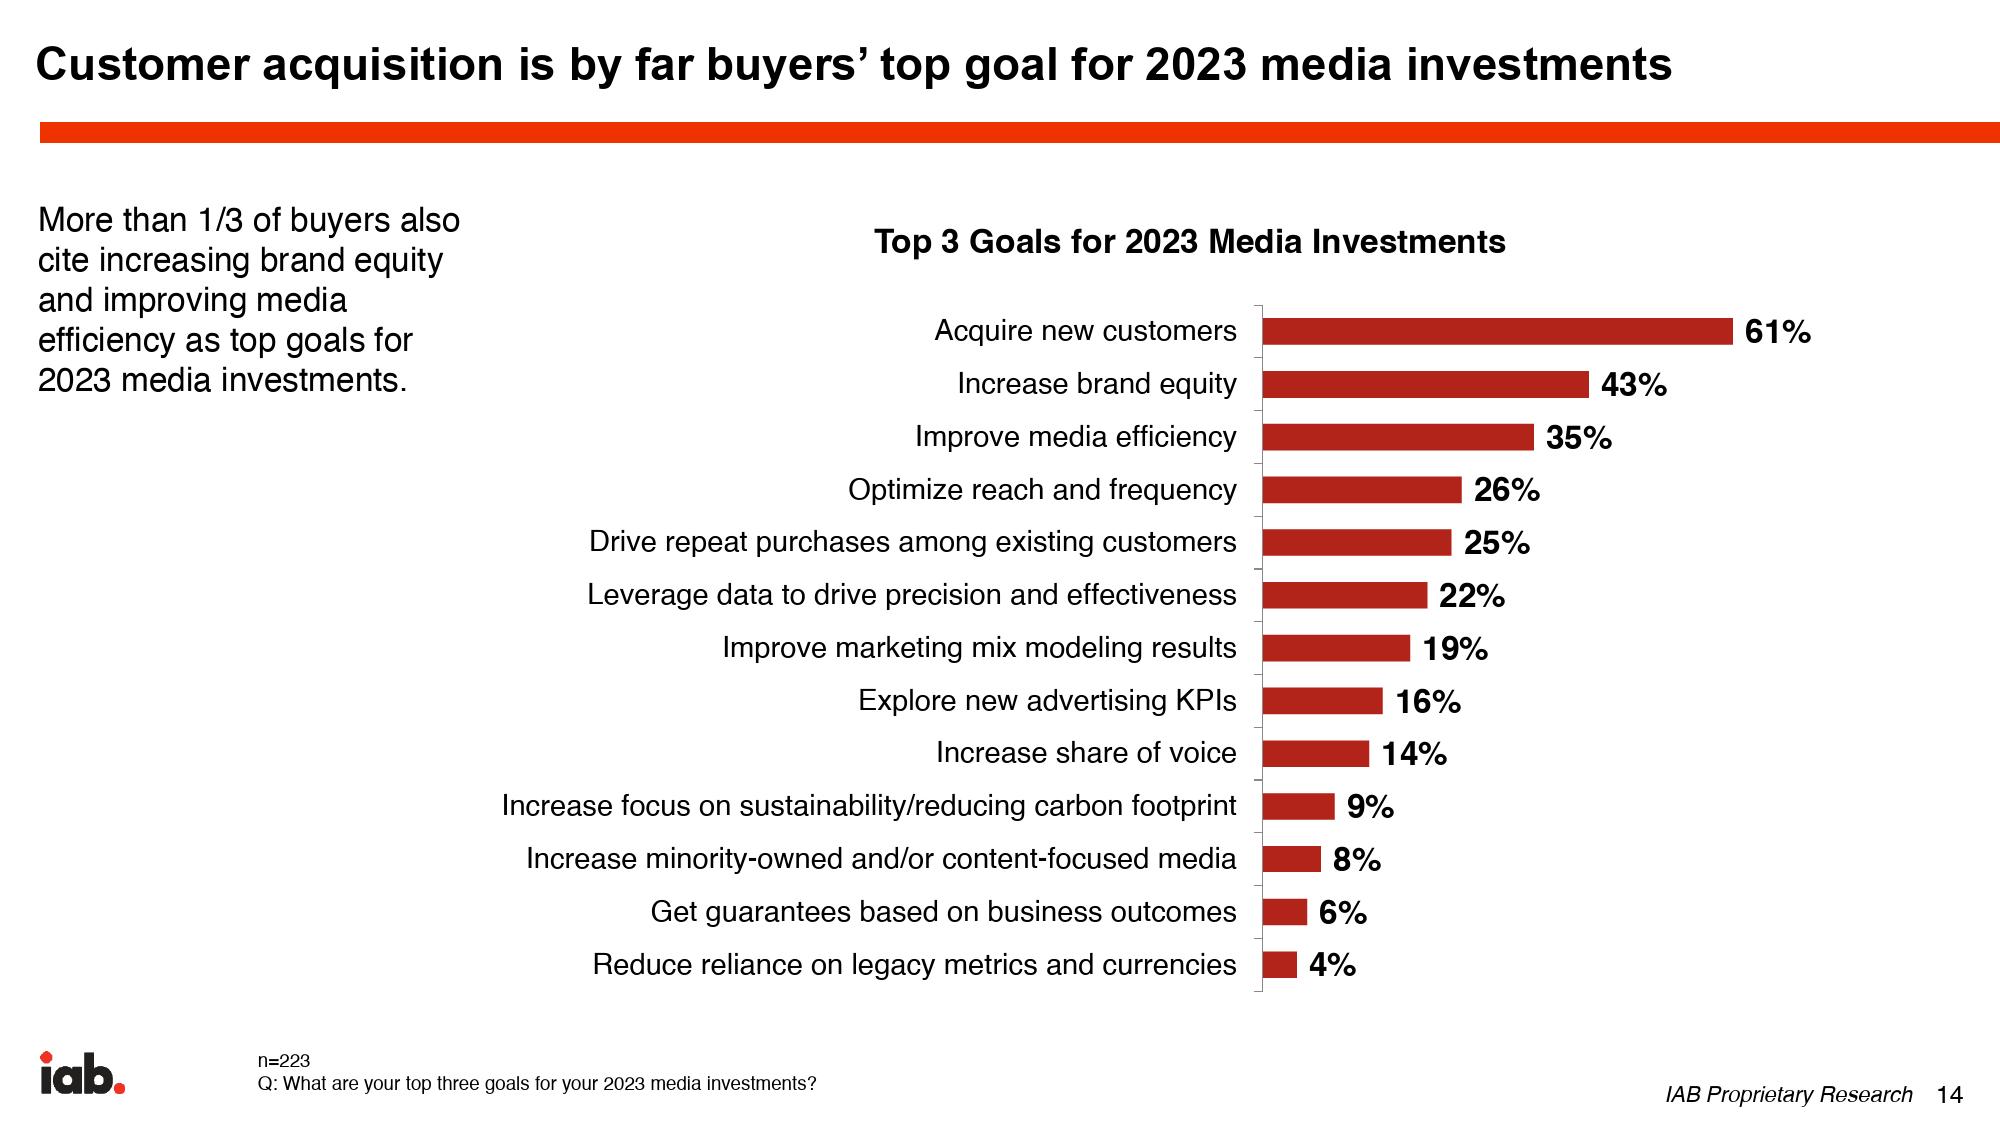 Customer acquisition is by far buyers’ top goal for 2023 media investments
More than 1/3 of buyers also
cite increasing brand equity
and improving media
efficiency as top goals for
2023 media investments.
Top 3 Goals for 2023 Media Investments
Acquire new customers 61%
Increase brand equity 43%
Improve media efficiency 35%
Optimize reach and frequency 26%
Drive repeat purchases among existing customers 25%
Leverage data to drive precision and effectiveness 22%
Improve marketing mix modeling results 19%
Explore new advertising KPIs 16%
Increase share of voice 14%
Increase focus on sustainability/reducing carbon footprint 9%
Increase minority-owned and/or content-focused media 8%
Get guarantees based on business outcomes 6%
Reduce reliance on legacy metrics and currencies 4%
iab.
n=223
Q: What are your top three goals for your 2023 media investments?
IAB Proprietary Research 14